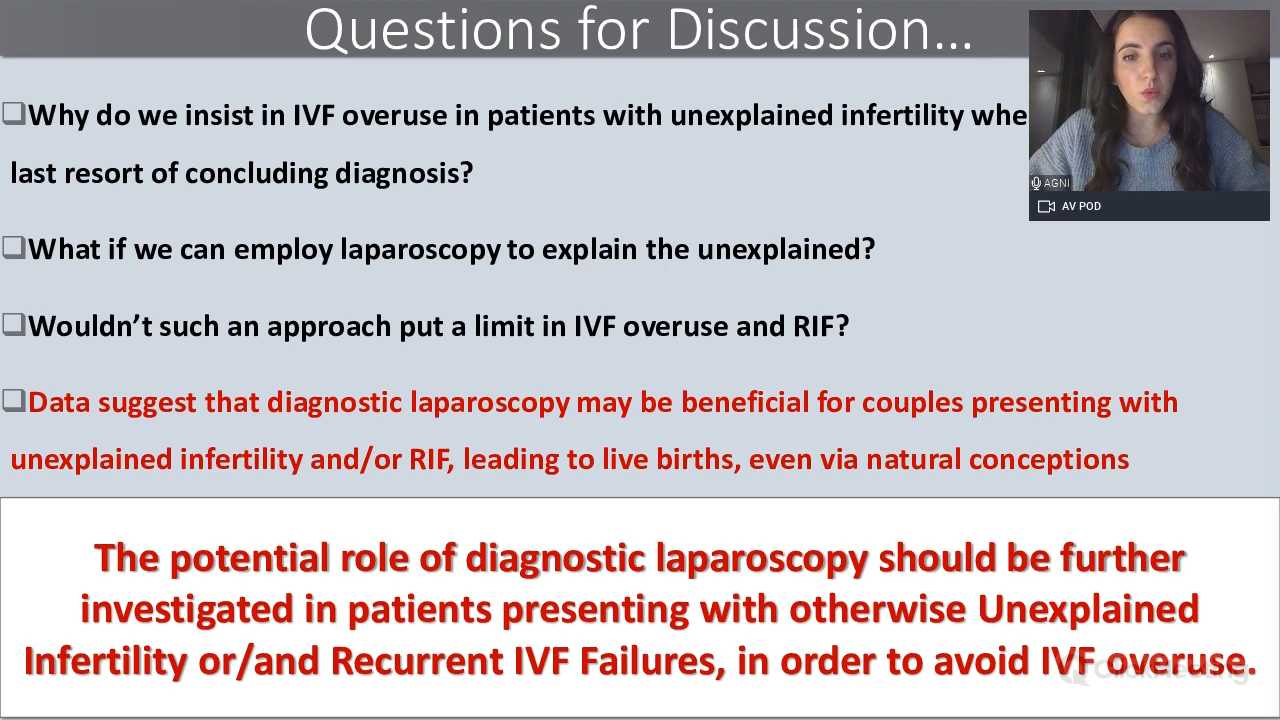 Questions for Discussion...
Why do we insist in IVF overuse in patients with unexplained infertility whe
last resort of concluding diagnosis?
What if we can employ laparoscopy to explain the unexplained?
Wouldn’t such an approach put a limit in IVF overuse and RIF?
Data suggest that diagnostic laparoscopy may be beneficial for couples presenting with
unexplained infertility and/or RIF, leading to live births, even via natural conceptions
The potential role of diagnostic laparoscopy should be further
investigated in patients presenting with otherwise Unexplained
Infertility or/and Recurrent IVF Failures, in order to avoid IVF overuse.
AGNI
AV POD
ClickMeeting